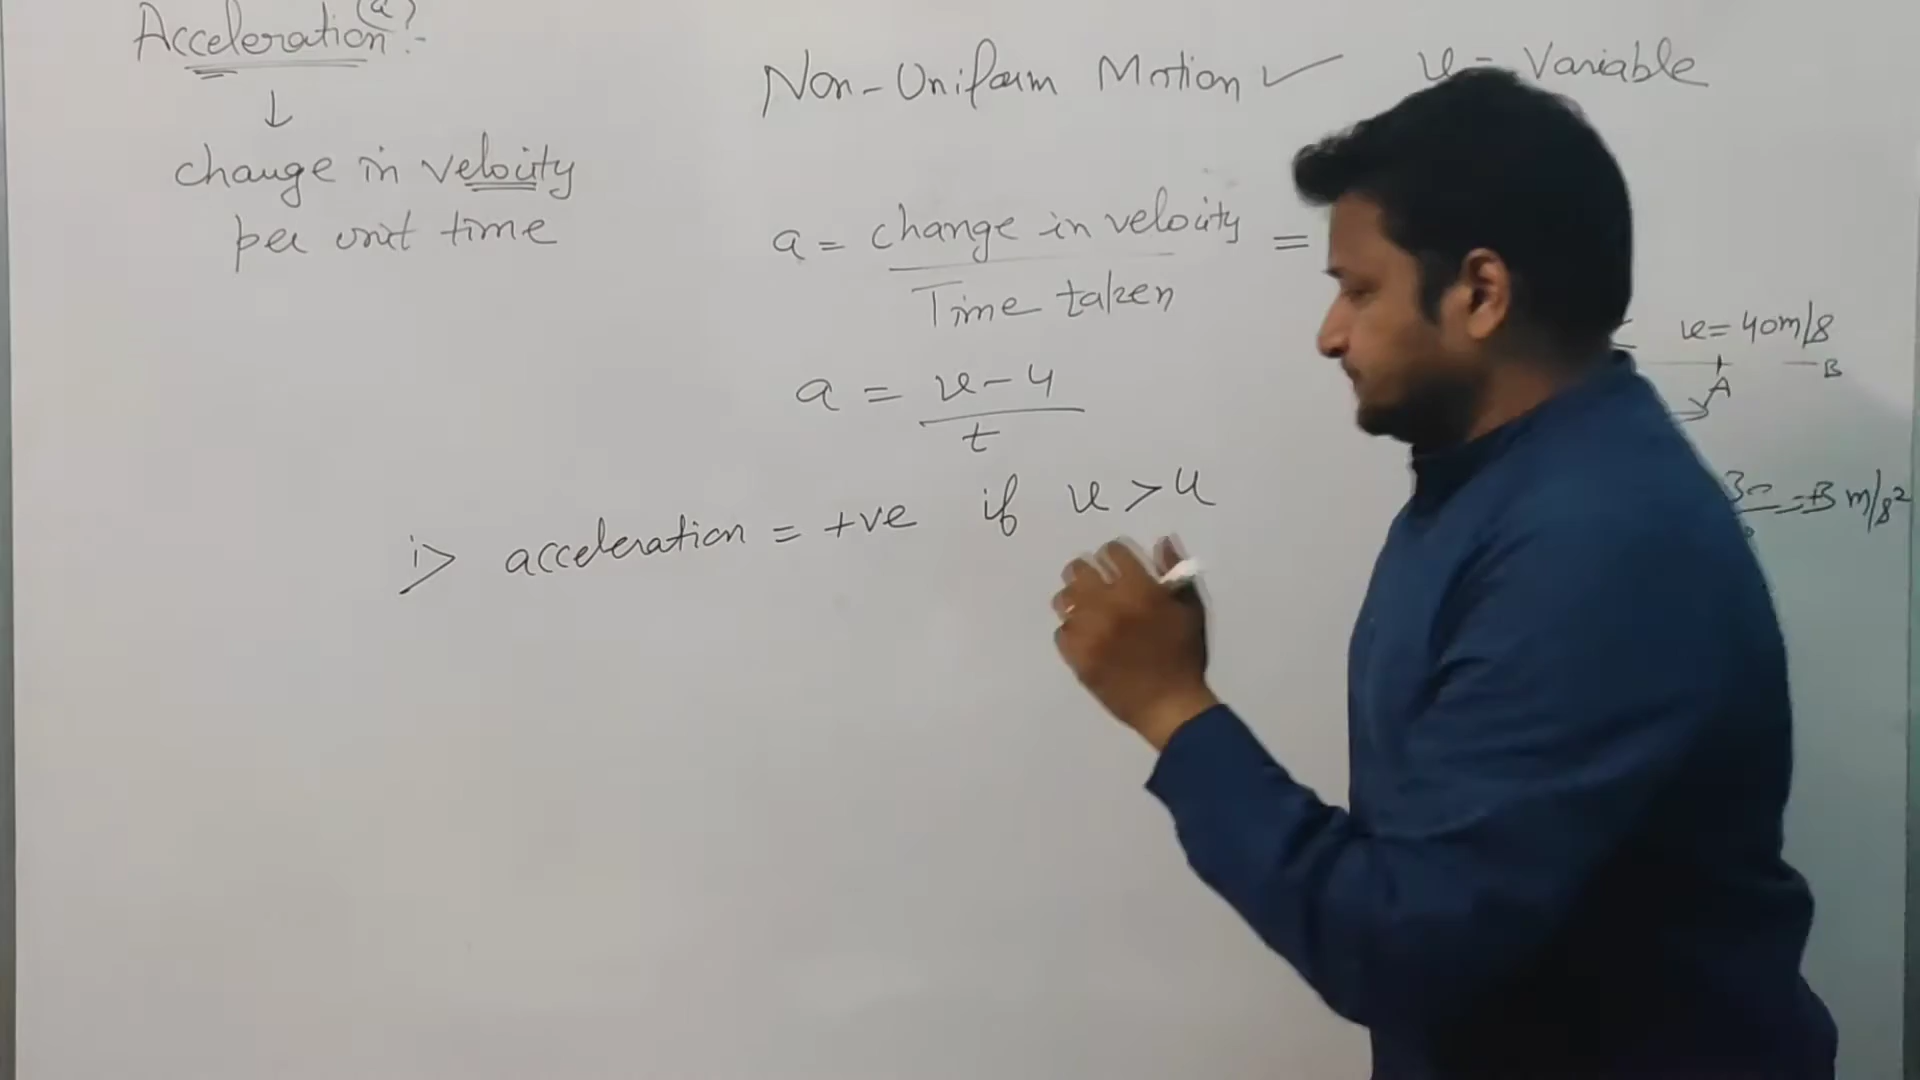 Acceleration (a) :-
↓
change in velocity
per unit time
Non-Uniform Motion ✓ v = Variable
a = change in velocity =
Time taken
a = v - u
t
i> acceleration = +ve if v > u
v = 40m/s
A B
30 = 3 m/s²